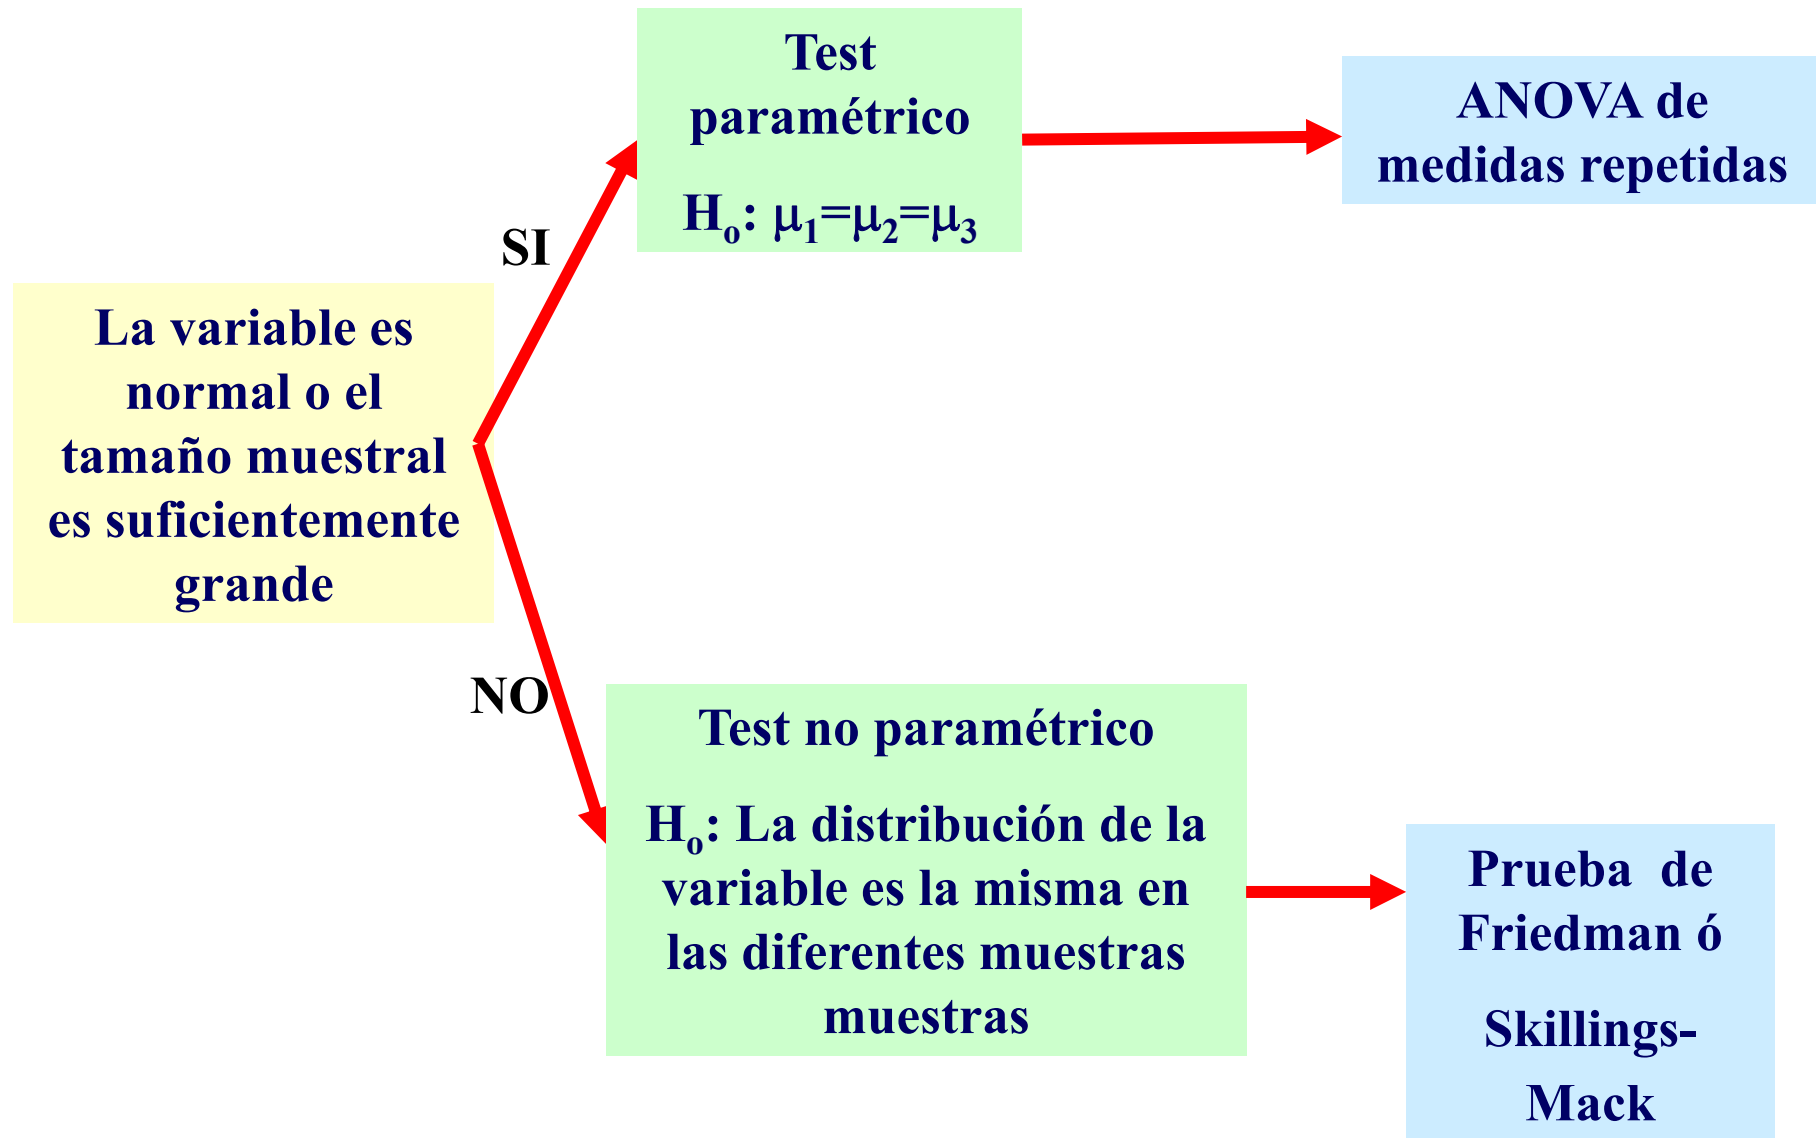 Test
paramétrico
Ho: μ1=μ2=μ3
ANOVA de
medidas repetidas
SI
La variable es
normal o el
tamaño muestral
es suficientemente
grande
NO
Test no paramétrico
Ho: La distribución de la
variable es la misma en
las diferentes muestras
muestras
Prueba de
Friedman ó
Skillings-
Mack